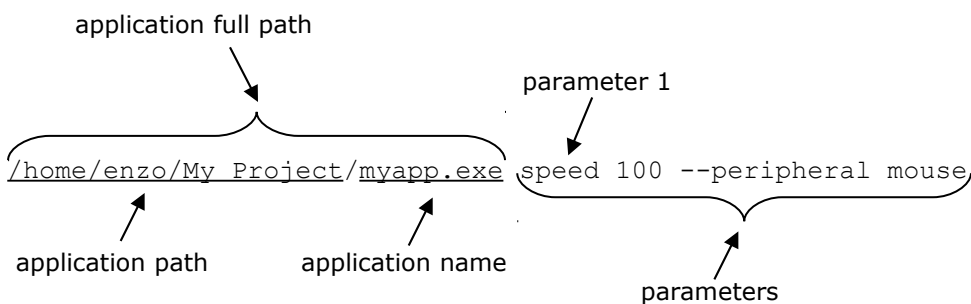 application full path
parameter 1
/home/enzo/My Project/myapp.exe speed 100 --peripheral mouse
application path
application name
parameters